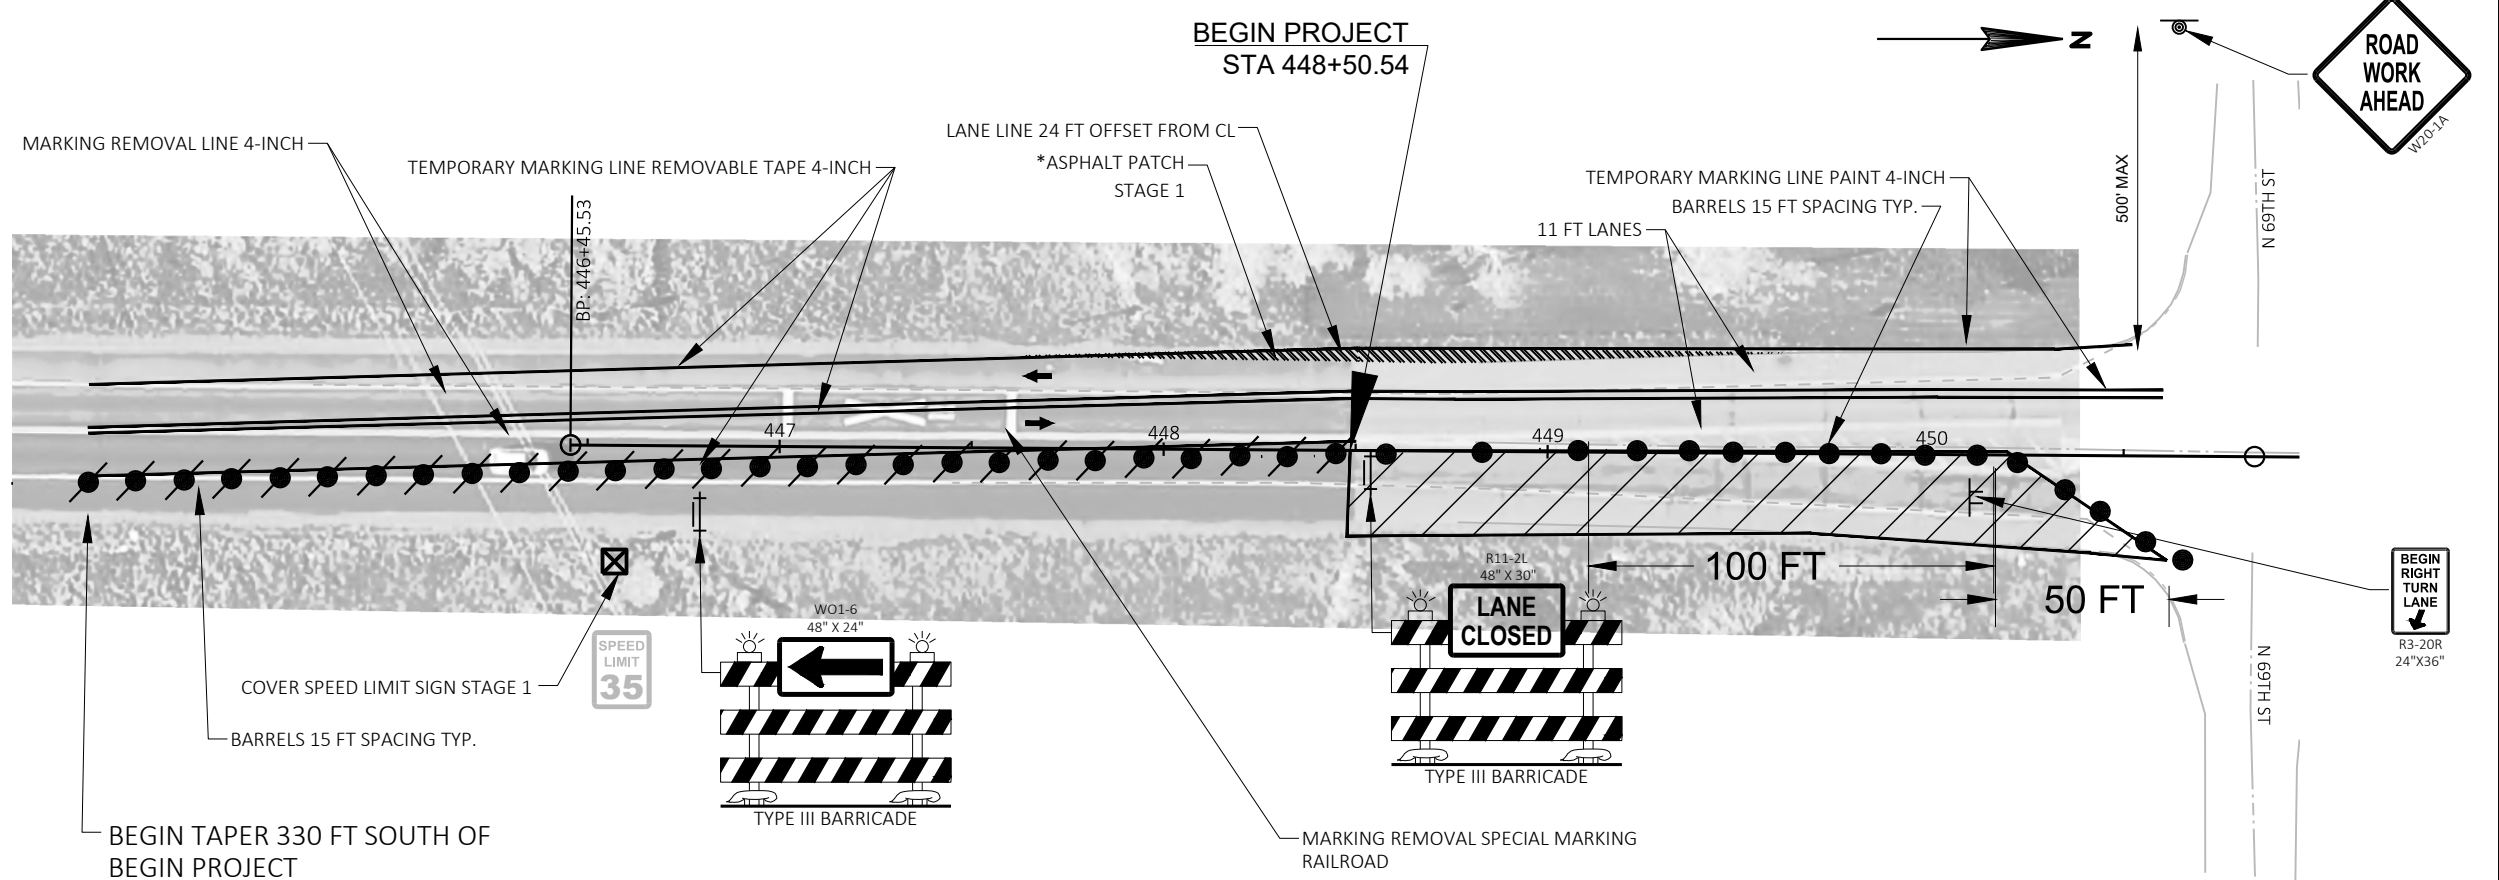 BEGIN PROJECT
STA 448+50.54
N
ROAD
WORK
AHEAD
W20-1A
MARKING REMOVAL LINE 4-INCH
TEMPORARY MARKING LINE REMOVABLE TAPE 4-INCH
LANE LINE 24 FT OFFSET FROM CL
*ASPHALT PATCH
STAGE 1
TEMPORARY MARKING LINE PAINT 4-INCH
BARRELS 15 FT SPACING TYP.
11 FT LANES
500' MAX
N 69TH ST
BP: 446+45.53
447
448
449
450
100 FT
50 FT
R11-2L
48" X 30"
LANE
CLOSED
TYPE III BARRICADE
BEGIN
RIGHT
TURN
LANE
R3-20R
24"X36"
N 69TH ST
WO1-6
48" X 24"
TYPE III BARRICADE
SPEED
LIMIT
35
COVER SPEED LIMIT SIGN STAGE 1
BARRELS 15 FT SPACING TYP.
BEGIN TAPER 330 FT SOUTH OF
BEGIN PROJECT
MARKING REMOVAL SPECIAL MARKING
RAILROAD